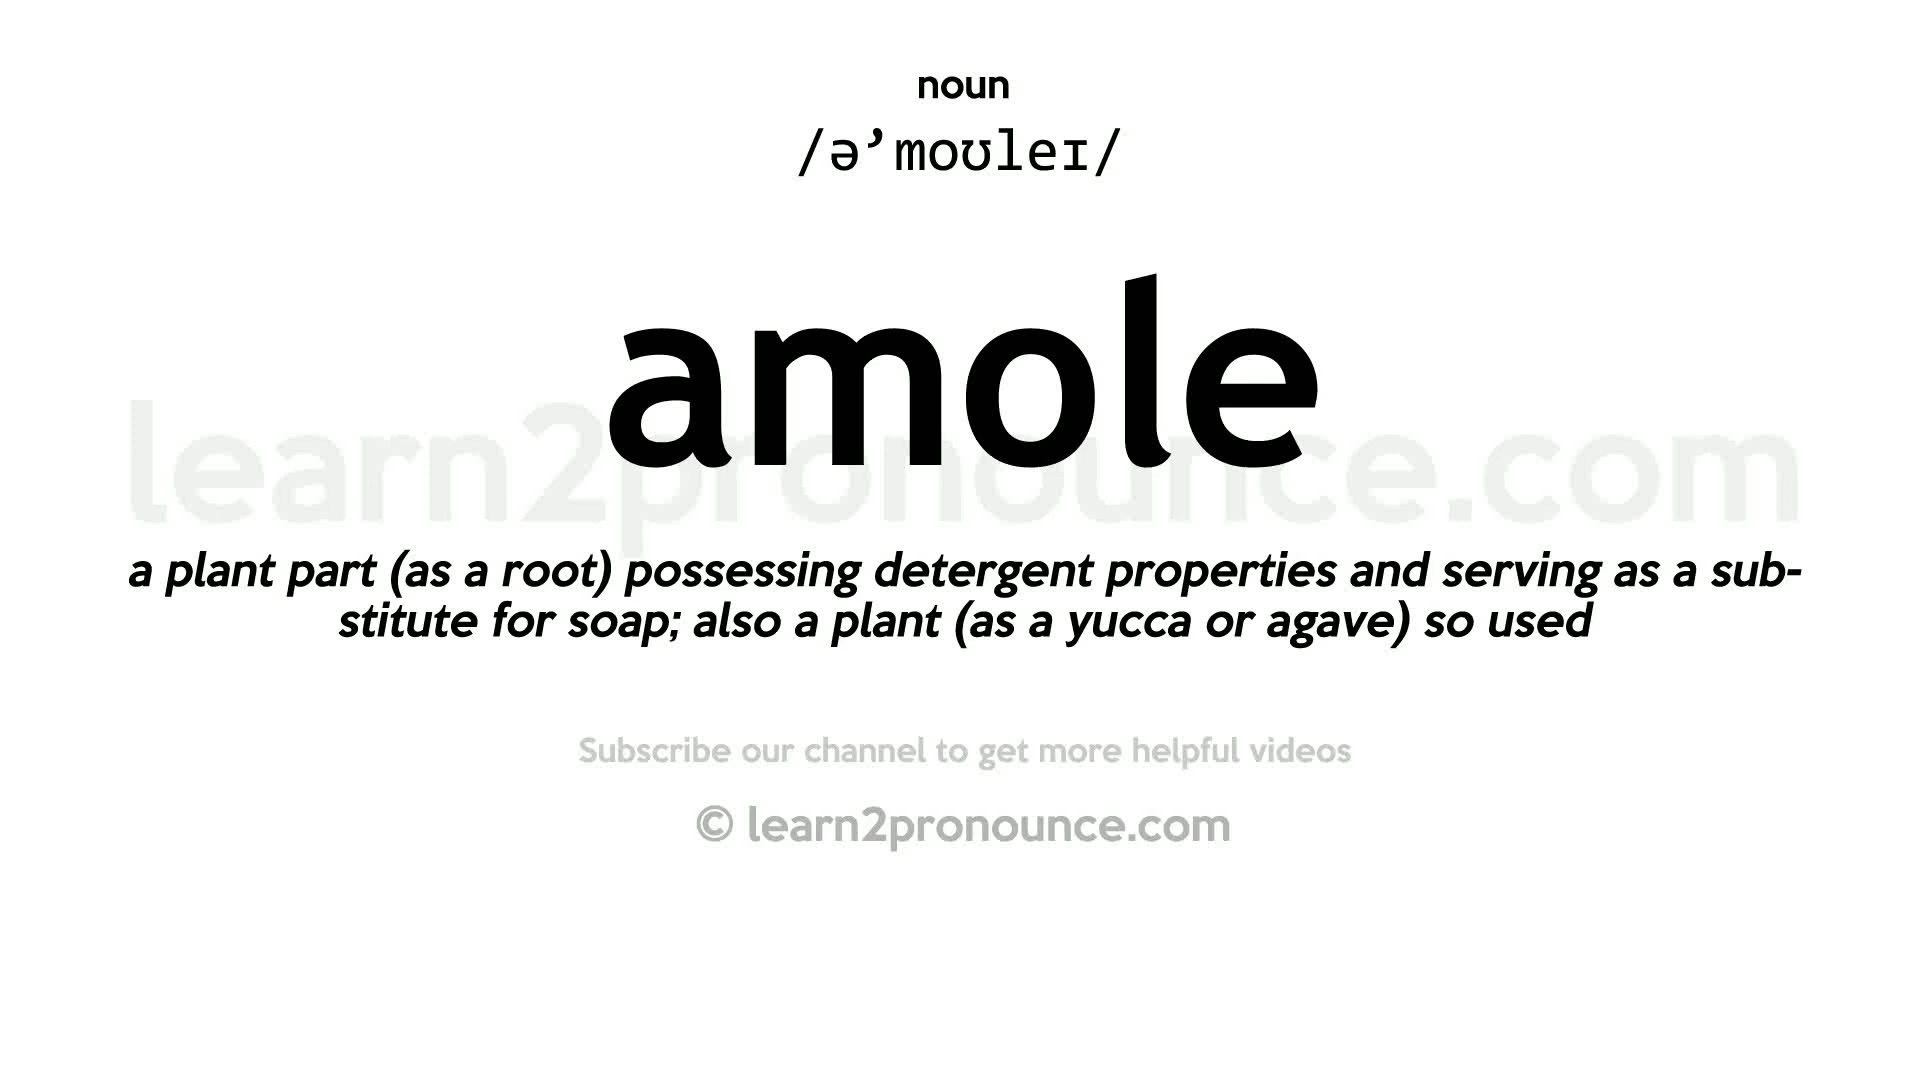 noun
/ə’moʊleɪ/
amole
learn2pronounce.com
a plant part (as a root) possessing detergent properties and serving as a sub-
stitute for soap; also a plant (as a yucca or agave) so used
Subscribe our channel to get more helpful videos
© learn2pronounce.com